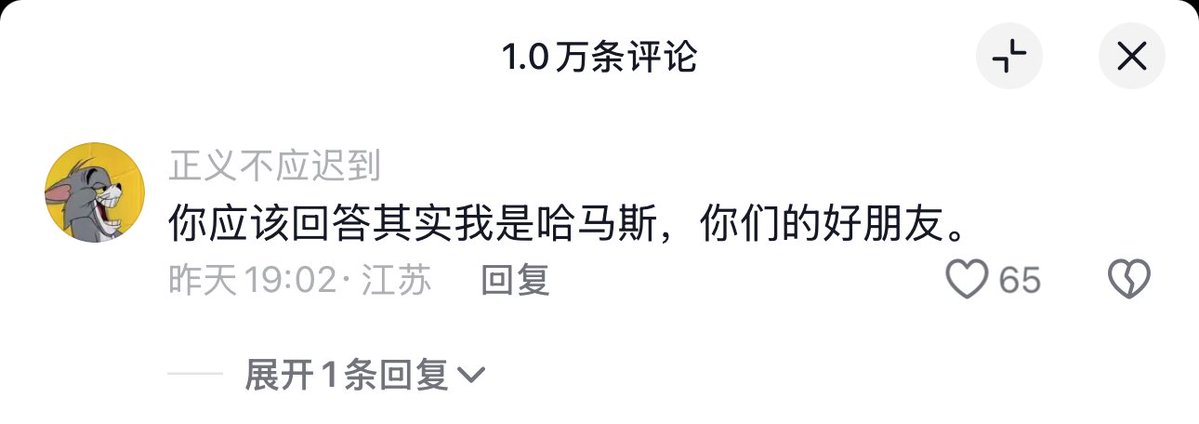 1.0万条评论
正义不应迟到
你应该回答其实我是哈马斯，你们的好朋友。
昨天19:02·江苏 回复 65
展开1条回复